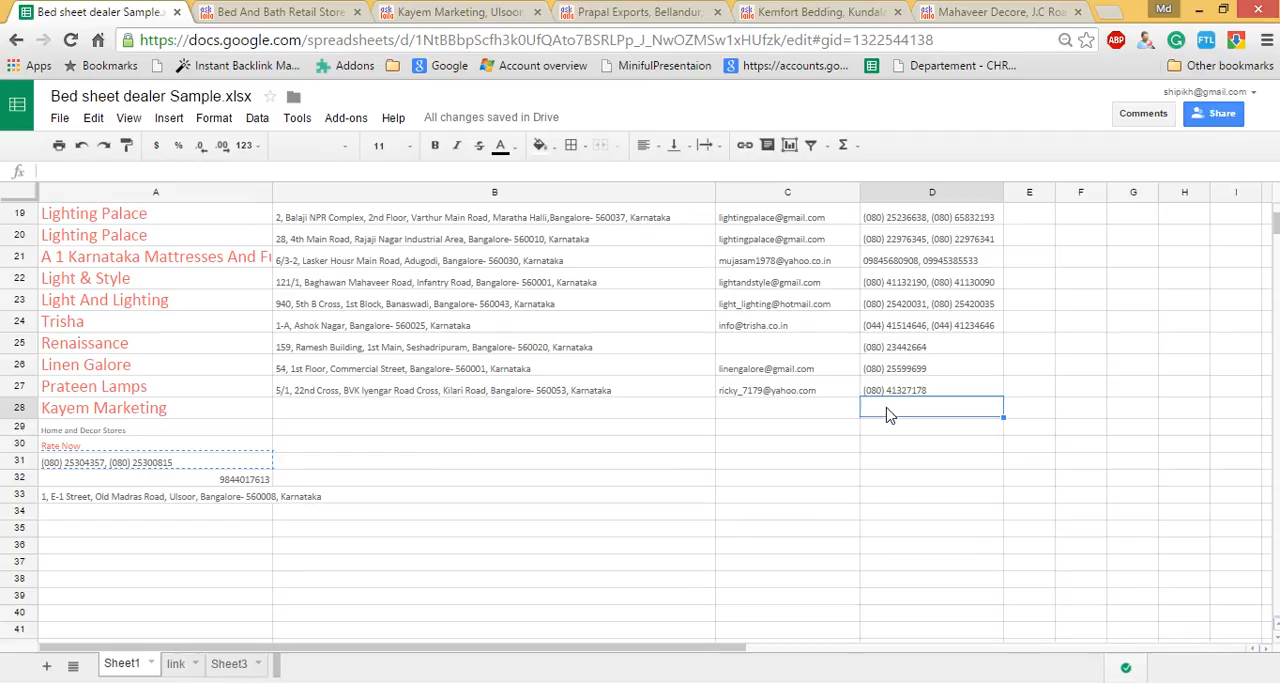 Bed sheet dealer Sample. × Bed And Bath Retail Store × Kayem Marketing, Ulsoor, × Prapal Exports, Bellandur, × Kemfort Bedding, Kundala × Mahaveer Decore, J.C Roa × Md
https://docs.google.com/spreadsheets/d/1NtBBbpScfh3k0UfQATo7BSRLPp_J_NwOZMSw1xHUfzk/edit#gid=1322544138 ABP FTL
Apps Bookmarks Instant Backlink Ma... Addons Google Account overview MinifulPresentaion https://accounts.go... Departement - CHR... Other bookmarks
Bed sheet dealer Sample.xlsx shipikh@gmail.com
File Edit View Insert Format Data Tools Add-ons Help All changes saved in Drive Comments Share
$ % .0 .00 123 11 B I S A Σ
fx
A B C D E F G H I
19 Lighting Palace 2, Balaji NPR Complex, 2nd Floor, Varthur Main Road, Maratha Halli,Bangalore- 560037, Karnataka lightingpalace@gmail.com (080) 25236638, (080) 65832193
20 Lighting Palace 28, 4th Main Road, Rajaji Nagar Industrial Area, Bangalore- 560010, Karnataka lightingpalace@gmail.com (080) 22976345, (080) 22976341
21 A 1 Karnataka Mattresses And Fu 6/3-2, Lasker Housr Main Road, Adugodi, Bangalore- 560030, Karnataka mujasam1978@yahoo.co.in 09845680908, 09945385533
22 Light & Style 121/1, Baghawan Mahaveer Road, Infantry Road, Bangalore- 560001, Karnataka lightandstyle@gmail.com (080) 41132190, (080) 41130090
23 Light And Lighting 940, 5th B Cross, 1st Block, Banaswadi, Bangalore- 560043, Karnataka light_lighting@hotmail.com (080) 25420031, (080) 25420035
24 Trisha 1-A, Ashok Nagar, Bangalore- 560025, Karnataka info@trisha.co.in (044) 41514646, (044) 41234646
25 Renaissance 159, Ramesh Building, 1st Main, Seshadripuram, Bangalore- 560020, Karnataka (080) 23442664
26 Linen Galore 54, 1st Floor, Commercial Street, Bangalore- 560001, Karnataka linengalore@gmail.com (080) 25599699
27 Prateen Lamps 5/1, 22nd Cross, BVK Iyengar Road Cross, Kilari Road, Bangalore- 560053, Karnataka ricky_7179@yahoo.com (080) 41327178
28 Kayem Marketing
29 Home and Decor Stores
30 Rate Now
31 (080) 25304357, (080) 25300815
32 9844017613
33 1, E-1 Street, Old Madras Road, Ulsoor, Bangalore- 560008, Karnataka
34
35
36
37
38
39
40
41
+ Sheet1 link Sheet3